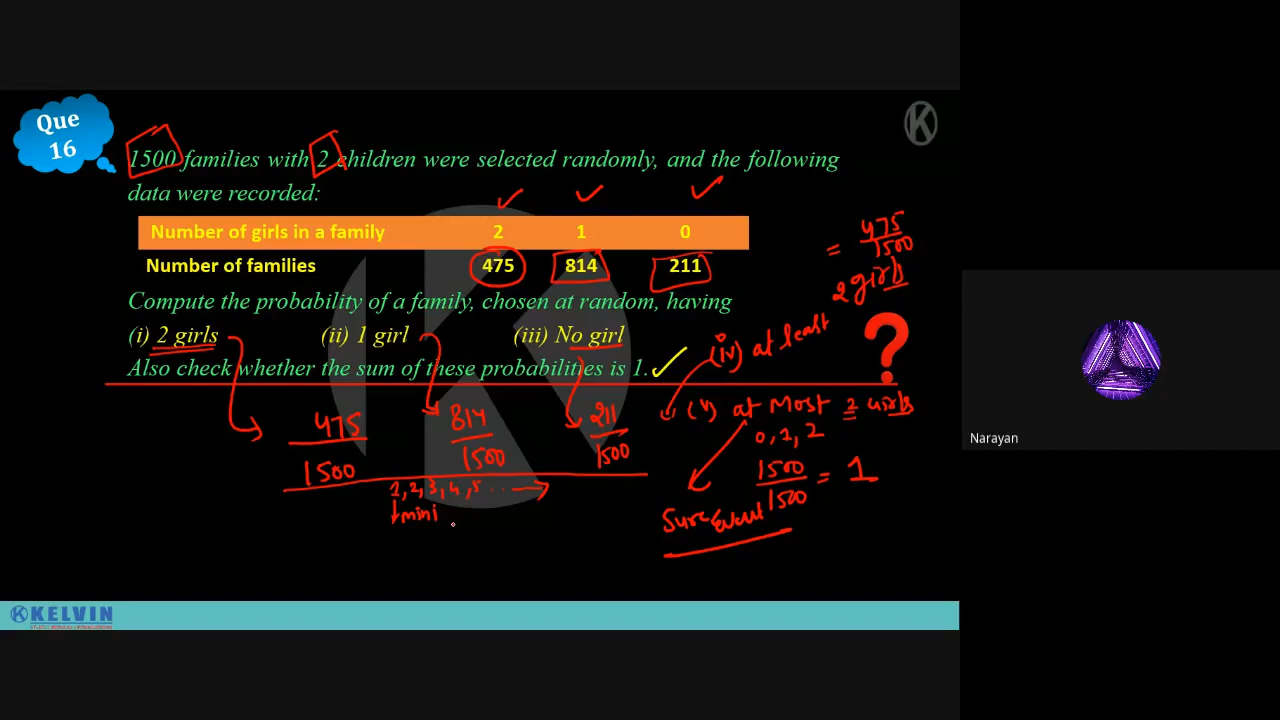 Que
16
1500 families with 2 children were selected randomly, and the following
data were recorded:
Number of girls in a family 2 1 0
Number of families 475 814 211
Compute the probability of a family, chosen at random, having
(i) 2 girls (ii) 1 girl (iii) No girl
Also check whether the sum of these probabilities is 1.
= 475
1500
2 girls
(iv) at least
?
(v) at Most 2 Girls
0, 1, 2
1500
1500
= 1
Sure Event
475
1500
814
1500
211
1500
1, 2, 3, 4, 5 . . .
mini
K
KELVIN
Narayan